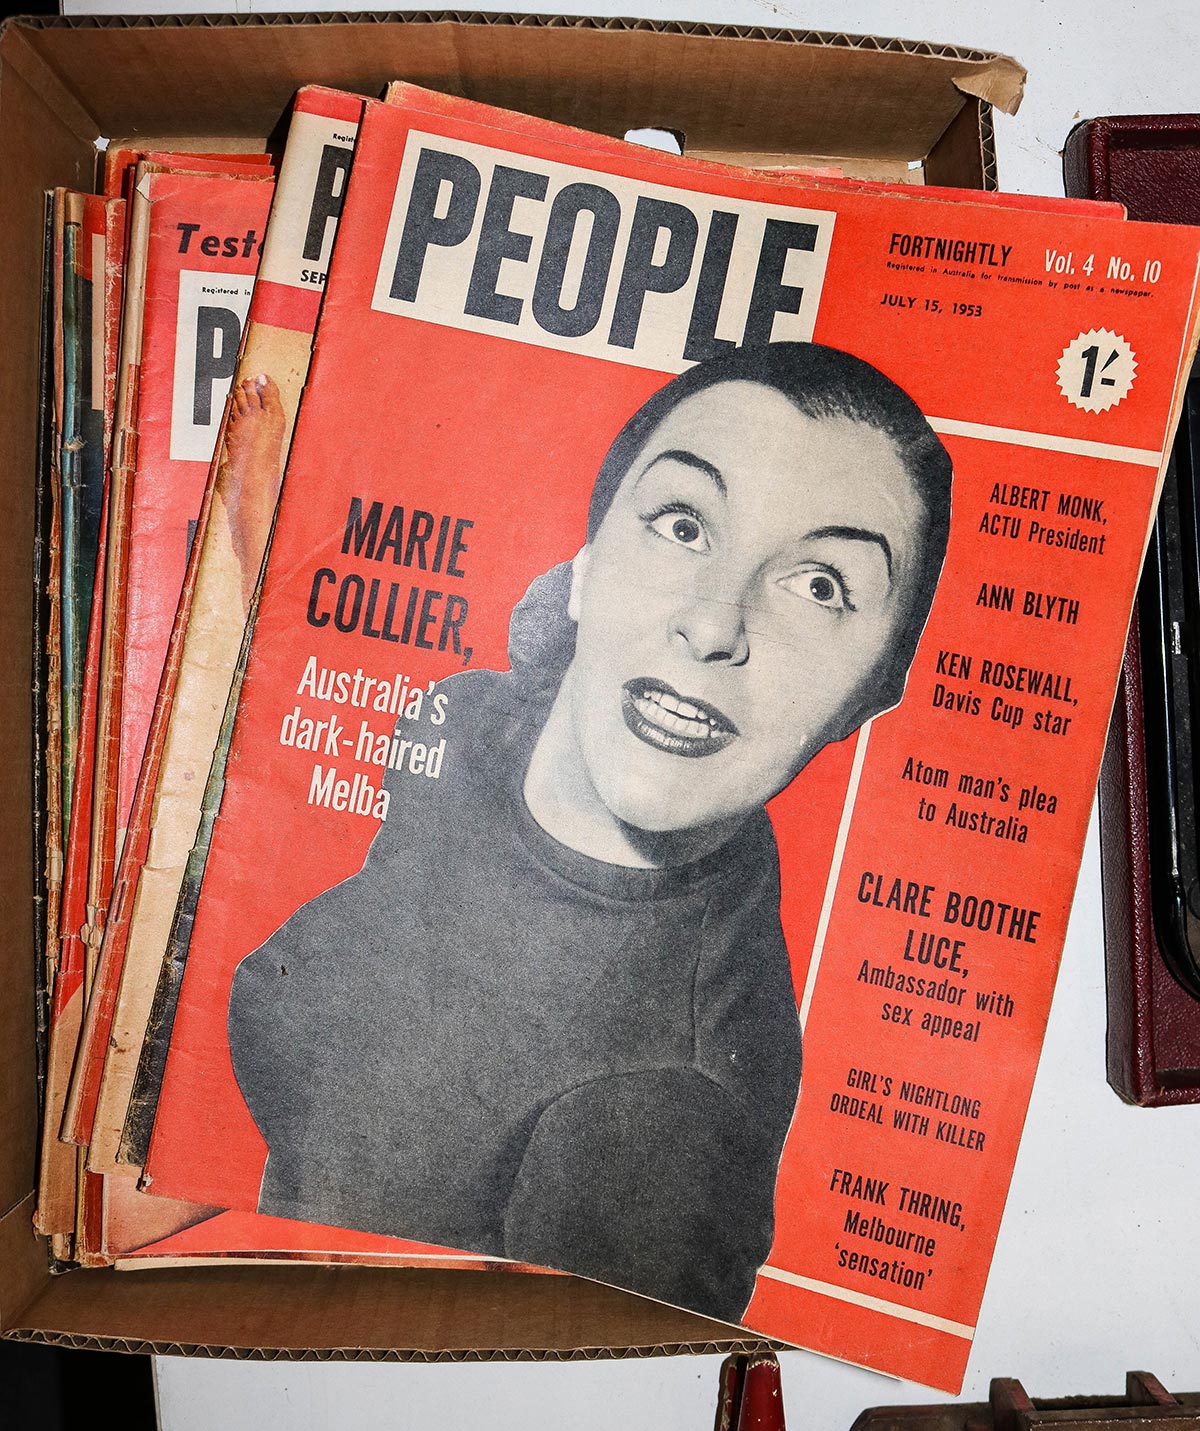 PEOPLE
FORTNIGHTLY Vol. 4 No. 10
Registered in Australia for transmission by post as a newspaper.
JULY 15, 1953
1/-
MARIE
COLLIER,
Australia's
dark-haired
Melba
ALBERT MONK,
ACTU President
ANN BLYTH
KEN ROSEWALL,
Davis Cup star
Atom man's plea
to Australia
CLARE BOOTHE
LUCE,
Ambassador with
sex appeal
GIRL'S NIGHTLONG
ORDEAL WITH KILLER
FRANK THRING,
Melbourne
'sensation'
P
SEP
Registered in
P